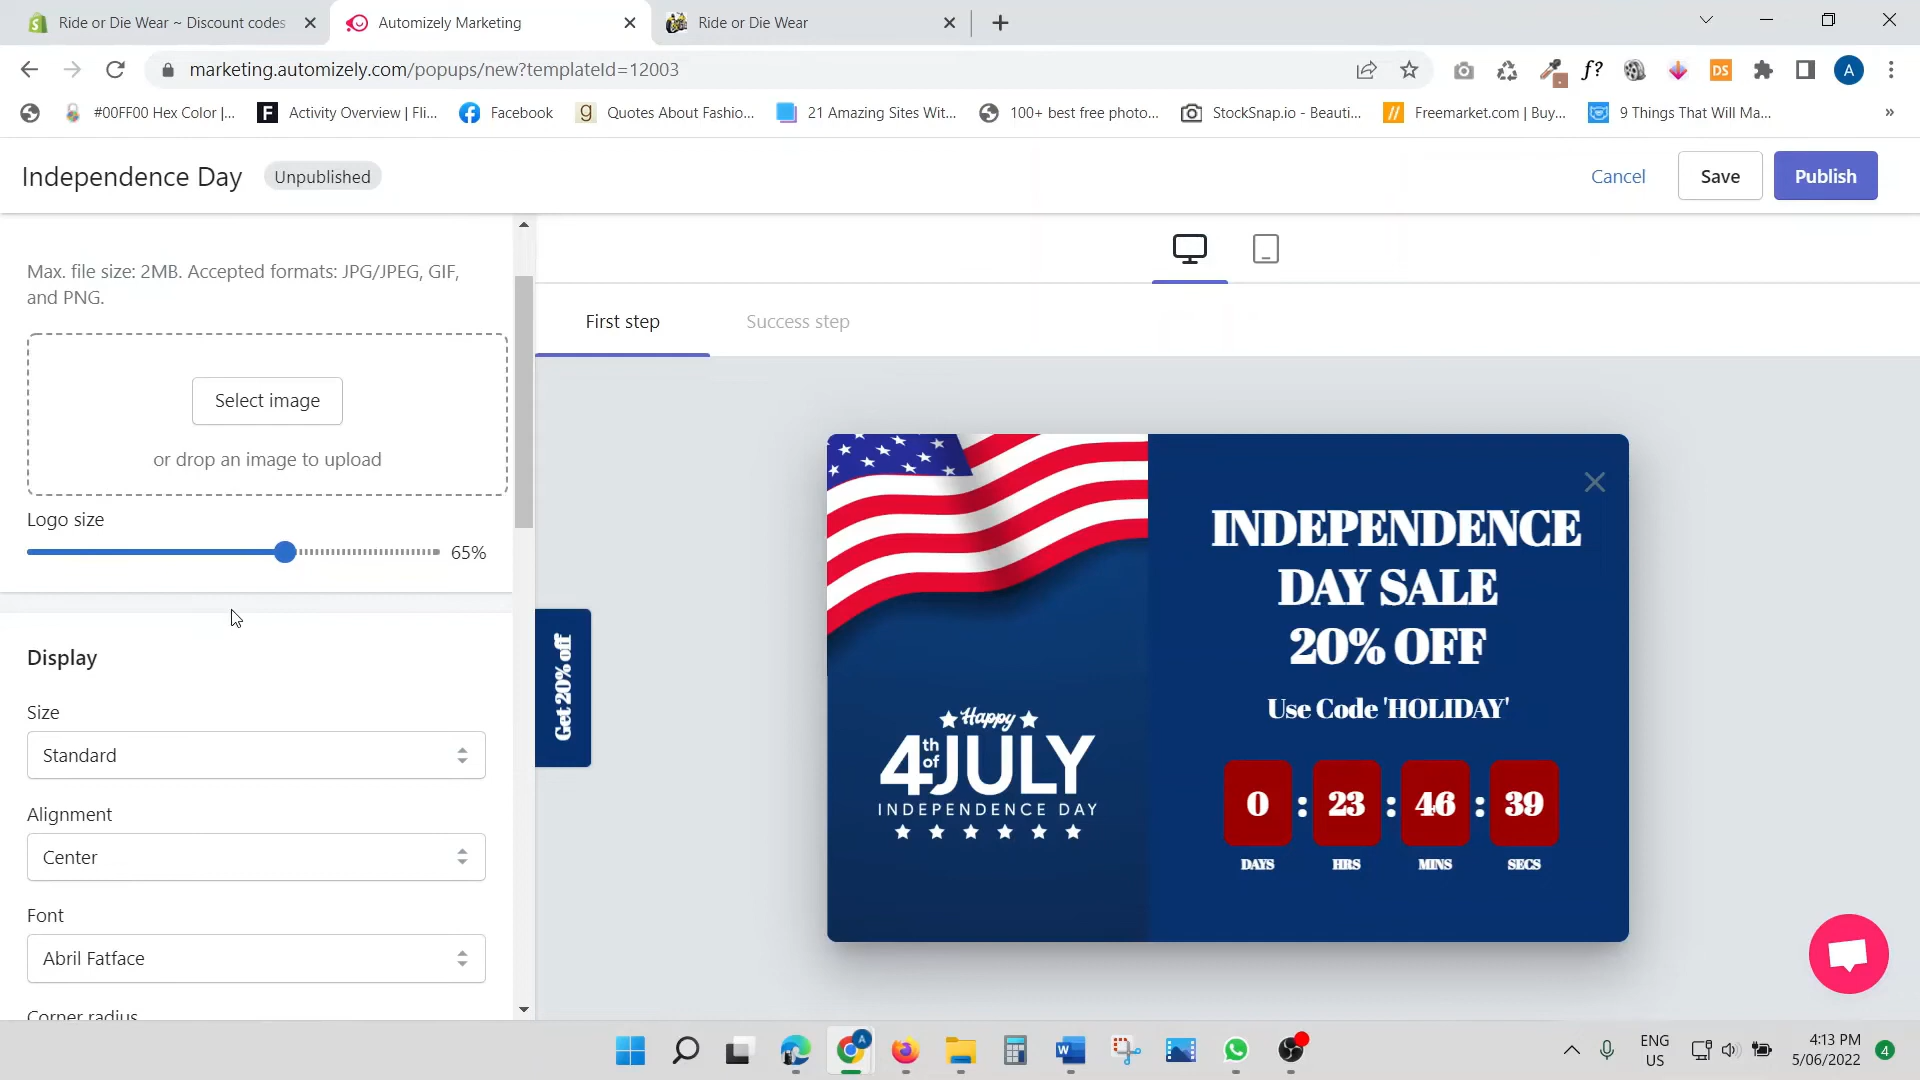 Ride or Die Wear ~ Discount codes
Automizely Marketing
Ride or Die Wear
marketing.automizely.com/popups/new?templateId=12003
f?
DS
A
#00FF00 Hex Color |...
F
Activity Overview | Fli...
Facebook
g
Quotes About Fashio...
21 Amazing Sites Wit...
100+ best free photo...
StockSnap.io - Beauti...
Freemarket.com | Buy...
9 Things That Will Ma...
»
Independence Day
Unpublished
Cancel
Save
Publish
Max. file size: 2MB. Accepted formats: JPG/JPEG, GIF,
and PNG.
Select image
or drop an image to upload
Logo size
65%
Display
Size
Standard
Alignment
Center
Font
Abril Fatface
Corner radius
First step
Success step
Get 20% off
Happy
4th of JULY
INDEPENDENCE DAY
INDEPENDENCE
DAY SALE
20% OFF
Use Code 'HOLIDAY'
0 : 23 : 46 : 39
DAYS HRS MINS SECS
A
W
ENG
US
4:13 PM
5/06/2022
4